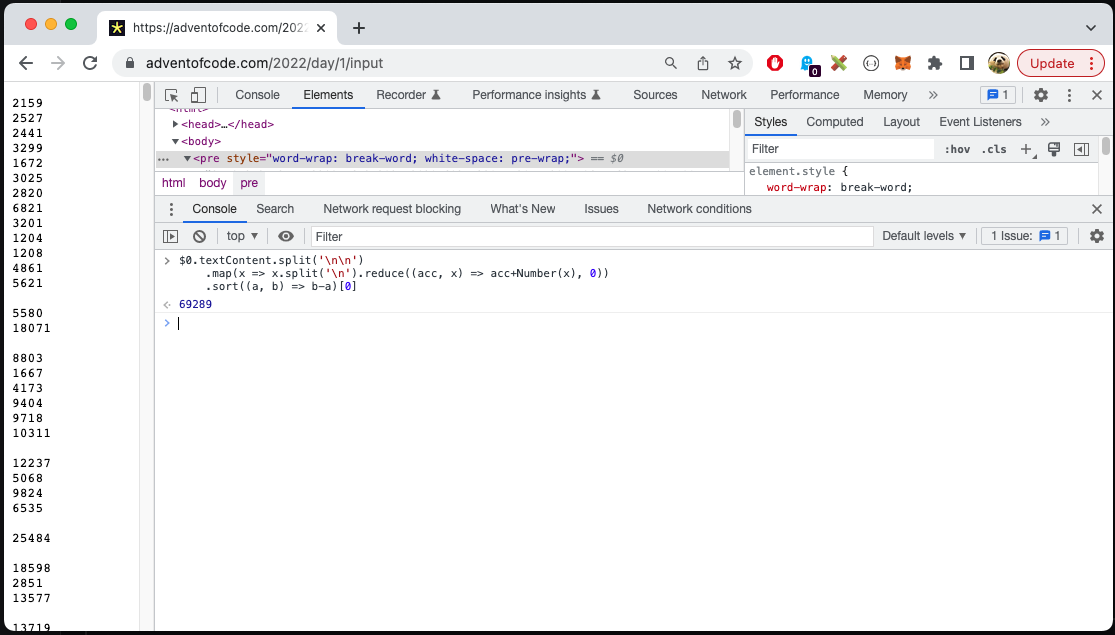 https://adventofcode.com/202
adventofcode.com/2022/day/1/input
0
Update
2159
2527
2441
3299
1672
3025
2820
6821
3201
1204
1208
4861
5621
5580
18071
8803
1667
4173
9404
9718
10311
12237
5068
9824
6535
25484
18598
2851
13577
13719
Console Elements Recorder Performance insights Sources Network Performance Memory » 1
<html>
▶<head>…</head>
▼<body>
… ▼<pre style="word-wrap: break-word; white-space: pre-wrap;"> == $0
html body pre
Styles Computed Layout Event Listeners »
Filter :hov .cls +
element.style {
word-wrap: break-word;
Console Search Network request blocking What's New Issues Network conditions
top ▼ Filter Default levels ▼ 1 Issue: 1
> $0.textContent.split('\n\n')
.map(x => x.split('\n').reduce((acc, x) => acc+Number(x), 0))
.sort((a, b) => b-a)[0]
69289
>